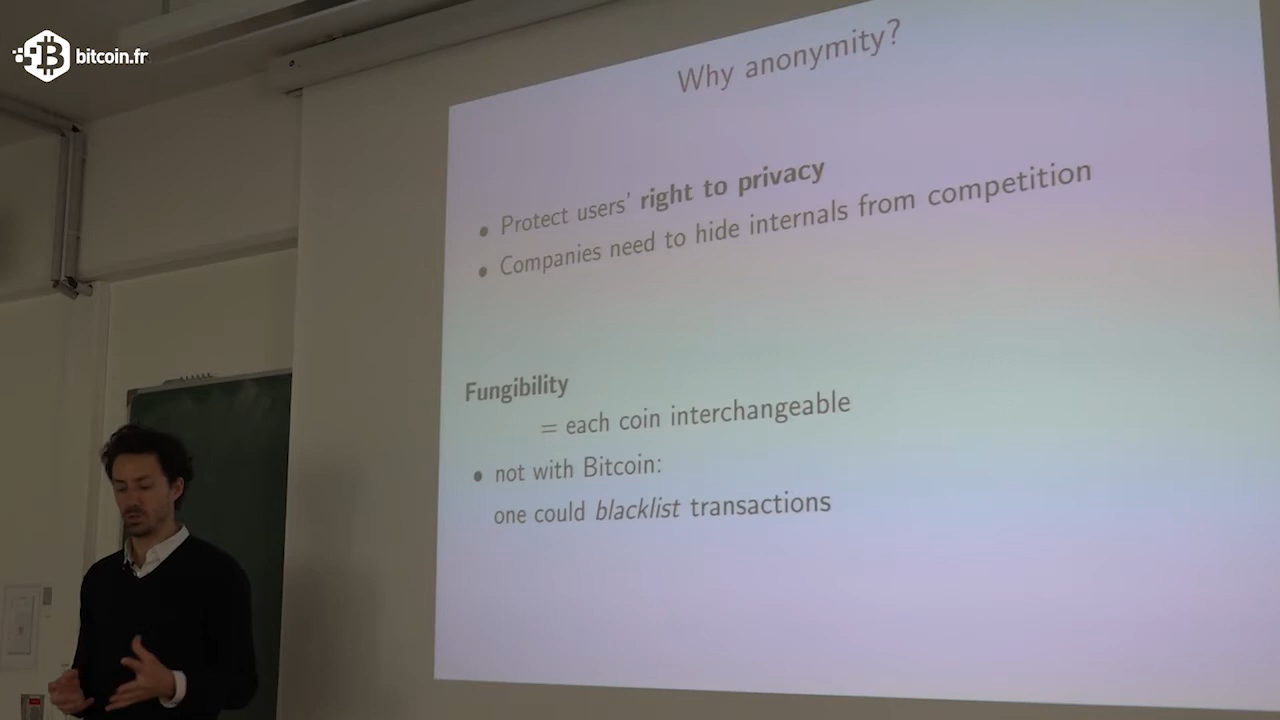 bitcoin.fr
Why anonymity?
• Protect users' right to privacy
• Companies need to hide internals from competition
Fungibility
= each coin interchangeable
• not with Bitcoin:
one could blacklist transactions